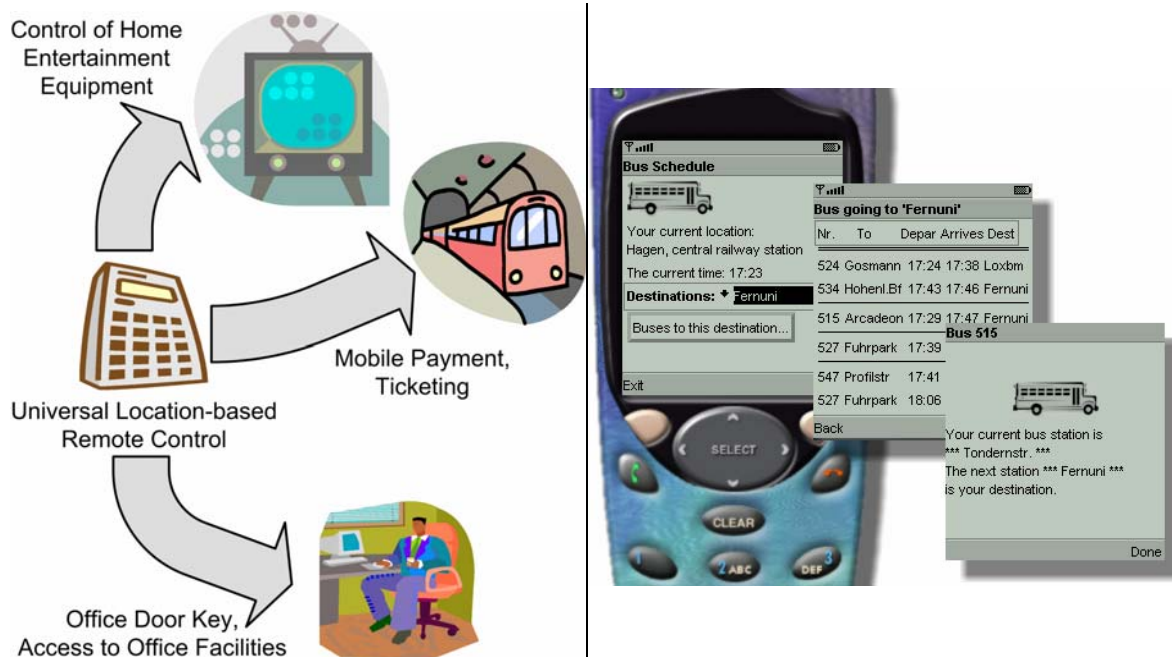 Control of Home
Entertainment
Equipment
Mobile Payment,
Ticketing
Universal Location-based
Remote Control
Office Door Key,
Access to Office Facilities
Bus Schedule
Your current location:
Hagen, central railway station
The current time: 17:23
Destinations: Fernuni
Buses to this destination...
Exit
SELECT
CLEAR
1
2 ABC
DEF 3
Bus going to 'Fernuni'
Nr. To Depar Arrives Dest
524 Gosmann 17:24 17:38 Loxbm
534 Hohenl.Bf 17:43 17:46 Fernuni
515 Arcadeon 17:29 17:47 Fernuni
527 Fuhrpark 17:39
547 Profilstr 17:41
527 Fuhrpark 18:06
Back
Bus 515
Your current bus station is
*** Tondernstr. ***
The next station *** Fernuni ***
is your destination.
Done